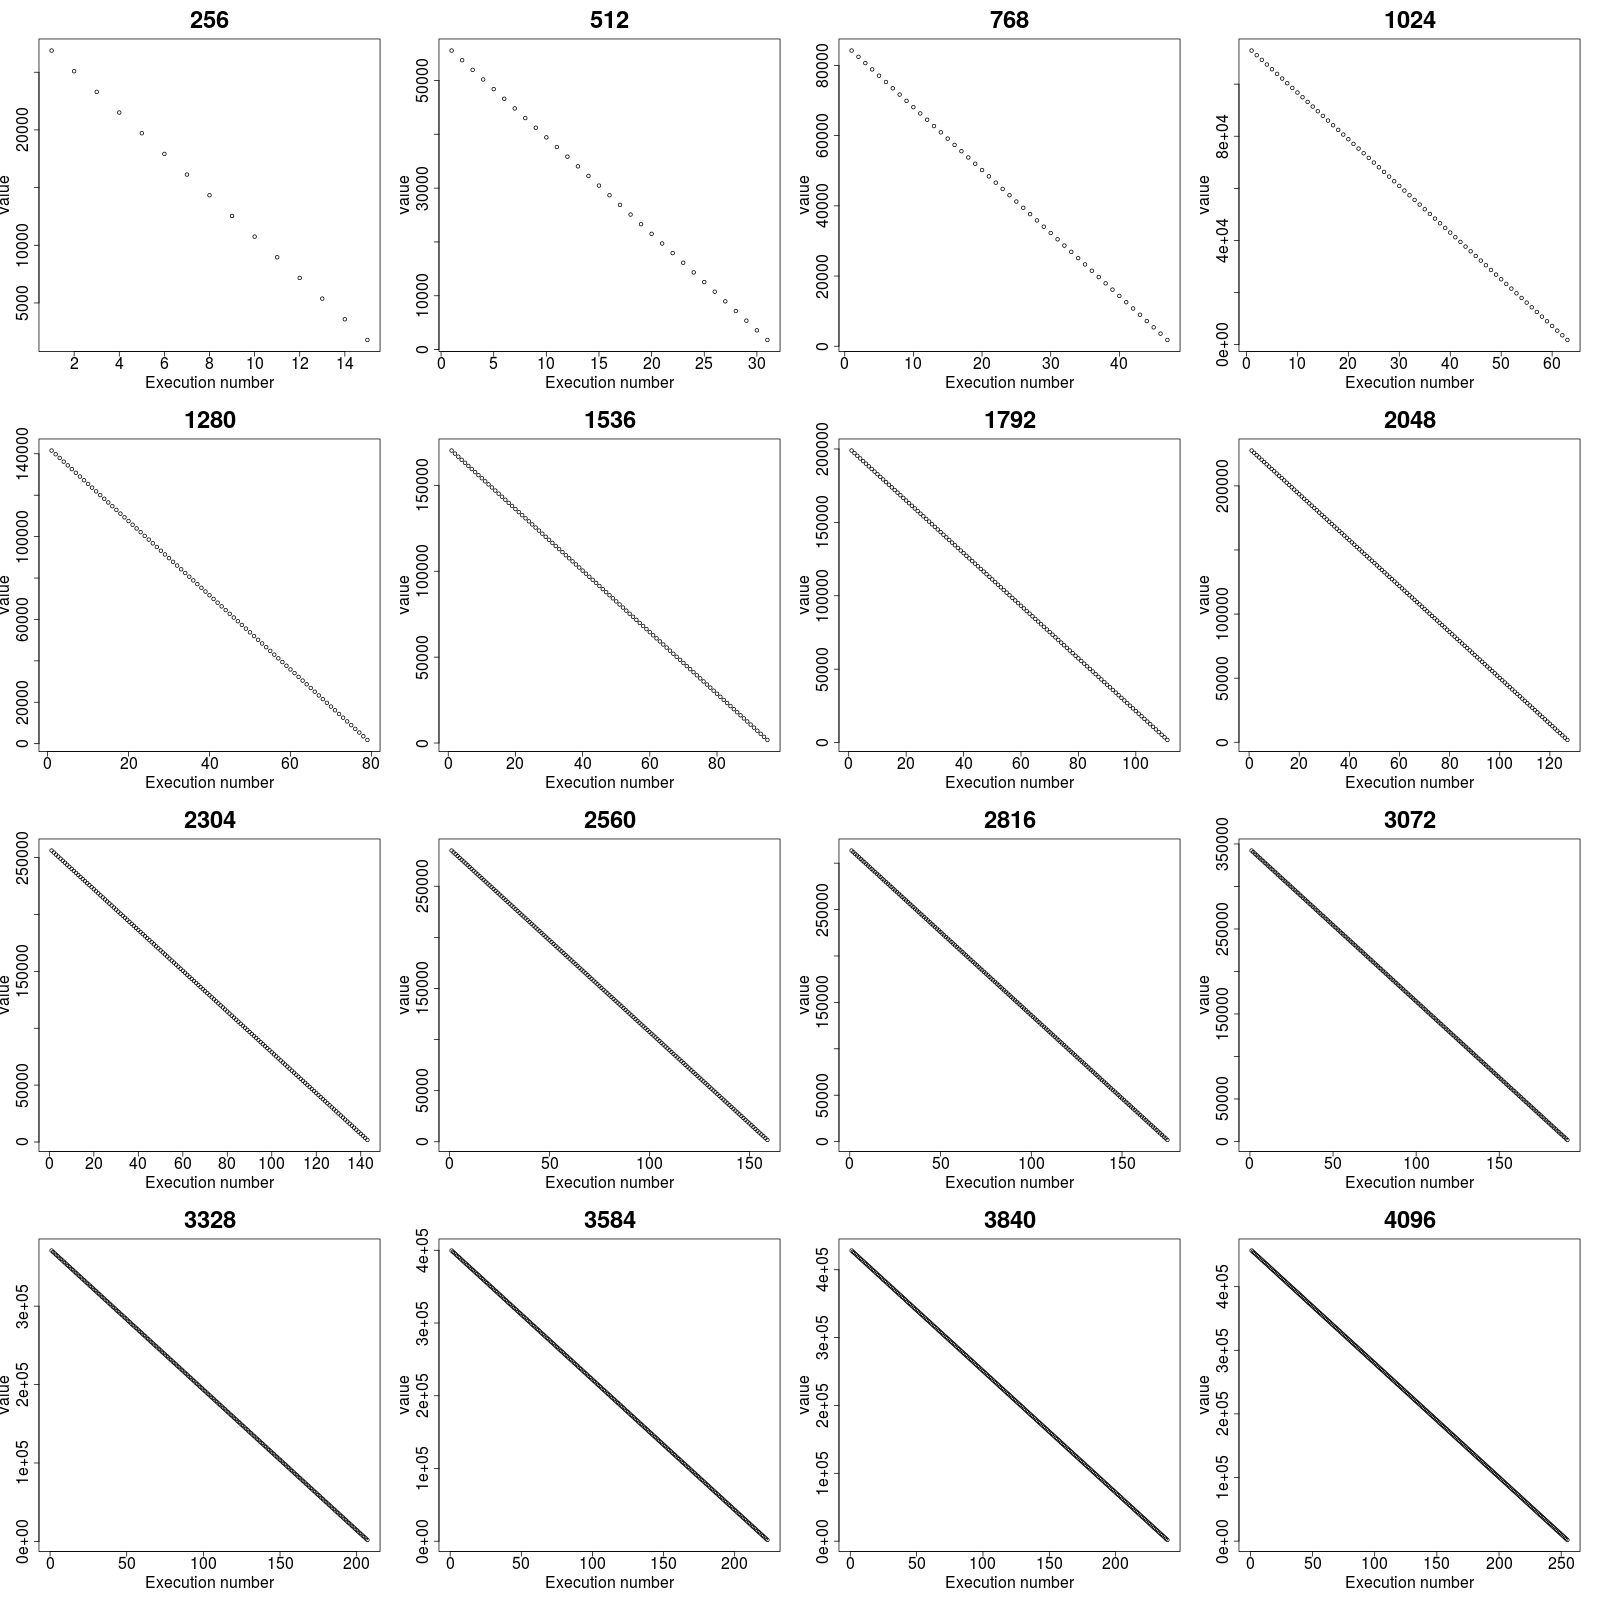 256
512
768
1024
value
5000
10000
20000
2 4 6 8 10 12 14
Execution number
value
0
10000
30000
50000
0 5 10 15 20 25 30
Execution number
value
0
20000
40000
60000
80000
0 10 20 30 40
Execution number
value
0e+00
4e+04
8e+04
0 10 20 30 40 50 60
Execution number
1280
1536
1792
2048
value
0
20000
60000
100000
140000
0 20 40 60 80
Execution number
value
0
50000
100000
150000
0 20 40 60 80
Execution number
value
0
50000
100000
150000
200000
0 20 40 60 80 100
Execution number
value
0
50000
100000
200000
0 20 40 60 80 100 120
Execution number
2304
2560
2816
3072
value
0
50000
150000
250000
0 20 40 60 80 100 120 140
Execution number
value
0
50000
150000
250000
0 50 100 150
Execution number
value
0
50000
150000
250000
0 50 100 150
Execution number
value
0
50000
150000
250000
350000
0 50 100 150
Execution number
3328
3584
3840
4096
value
0e+00
1e+05
2e+05
3e+05
0 50 100 150 200
Execution number
value
0e+00
1e+05
2e+05
3e+05
4e+05
0 50 100 150 200
Execution number
value
0e+00
1e+05
2e+05
3e+05
4e+05
0 50 100 150 200
Execution number
value
0e+00
1e+05
2e+05
3e+05
4e+05
0 50 100 150 200 250
Execution number